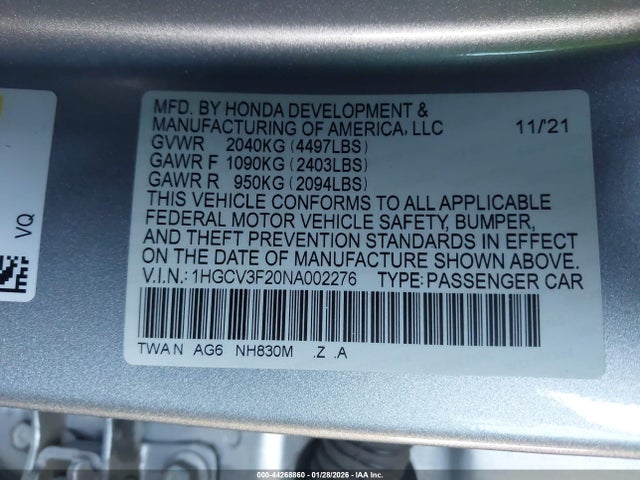 MFD. BY HONDA DEVELOPMENT &
MANUFACTURING OF AMERICA, LLC 11/'21
GVWR 2040KG (4497LBS)
GAWR F 1090KG (2403LBS)
GAWR R 950KG (2094LBS)
THIS VEHICLE CONFORMS TO ALL APPLICABLE
FEDERAL MOTOR VEHICLE SAFETY, BUMPER,
AND THEFT PREVENTION STANDARDS IN EFFECT
ON THE DATE OF MANUFACTURE SHOWN ABOVE.
V.I.N.: 1HGCV3F20NA002276 TYPE: PASSENGER CAR
TWA N AG6 NH830M .Z .A
VQ
000-44268860 - 01/28/2026 - IAA Inc.